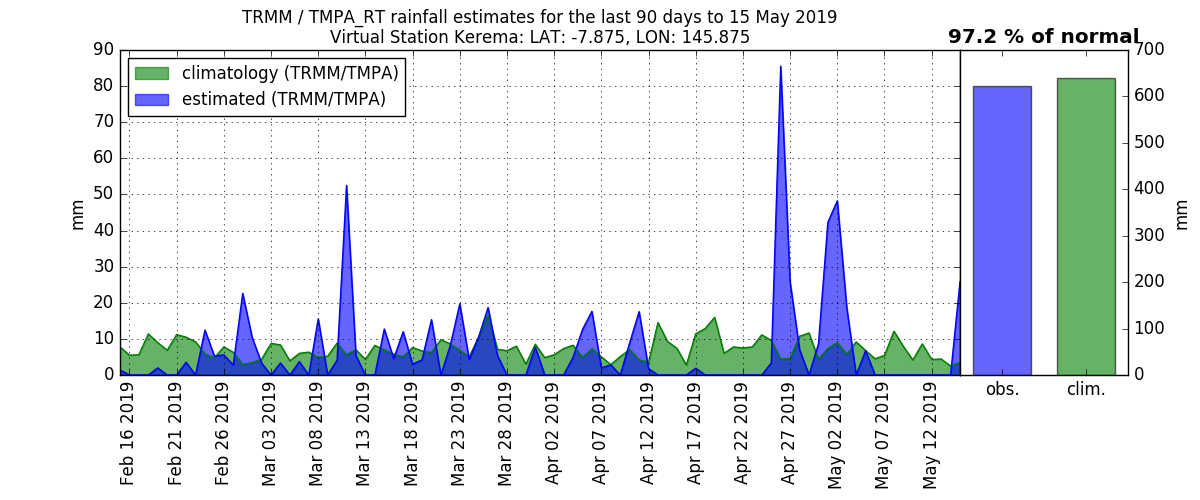 TRMM / TMPA_RT rainfall estimates for the last 90 days to 15 May 2019
Virtual Station Kerema: LAT: -7.875, LON: 145.875
97.2 % of normal
climatology (TRMM/TMPA)
estimated (TRMM/TMPA)
mm
90
80
70
60
50
40
30
20
10
0
Feb 16 2019
Feb 21 2019
Feb 26 2019
Mar 03 2019
Mar 08 2019
Mar 13 2019
Mar 18 2019
Mar 23 2019
Mar 28 2019
Apr 02 2019
Apr 07 2019
Apr 12 2019
Apr 17 2019
Apr 22 2019
Apr 27 2019
May 02 2019
May 07 2019
May 12 2019
700
600
500
400
300
200
100
0
mm
obs.
clim.